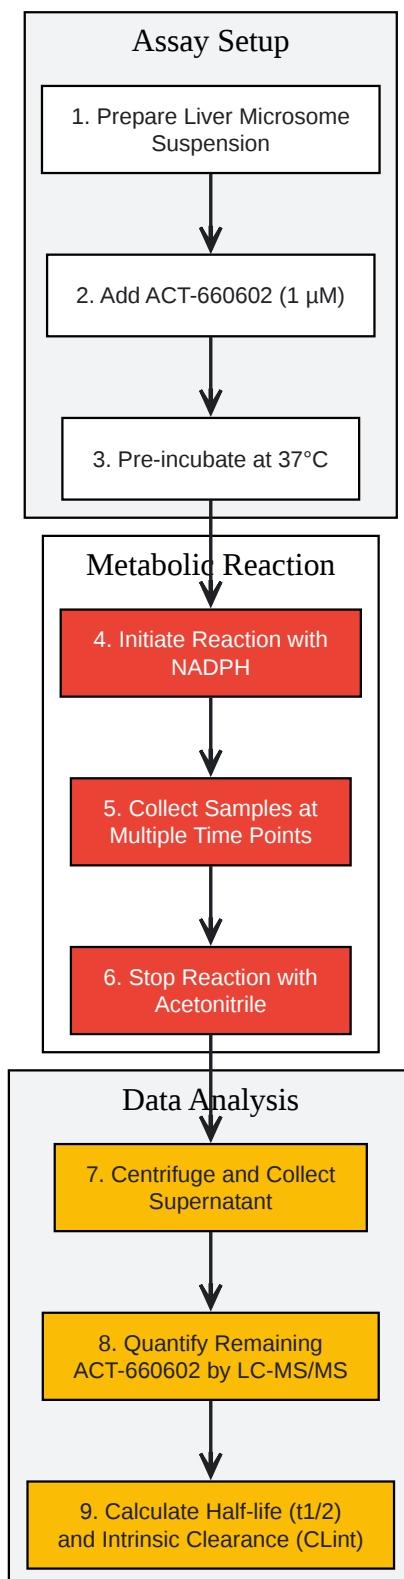 Assay Setup
1. Prepare Liver Microsome
Suspension
2. Add ACT-660602 (1 µM)
3. Pre-incubate at 37°C
Metabolic Reaction
4. Initiate Reaction with
NADPH
5. Collect Samples at
Multiple Time Points
6. Stop Reaction with
Acetonitrile
Data Analysis
7. Centrifuge and Collect
Supernatant
8. Quantify Remaining
ACT-660602 by LC-MS/MS
9. Calculate Half-life (t1/2)
and Intrinsic Clearance (CLint)